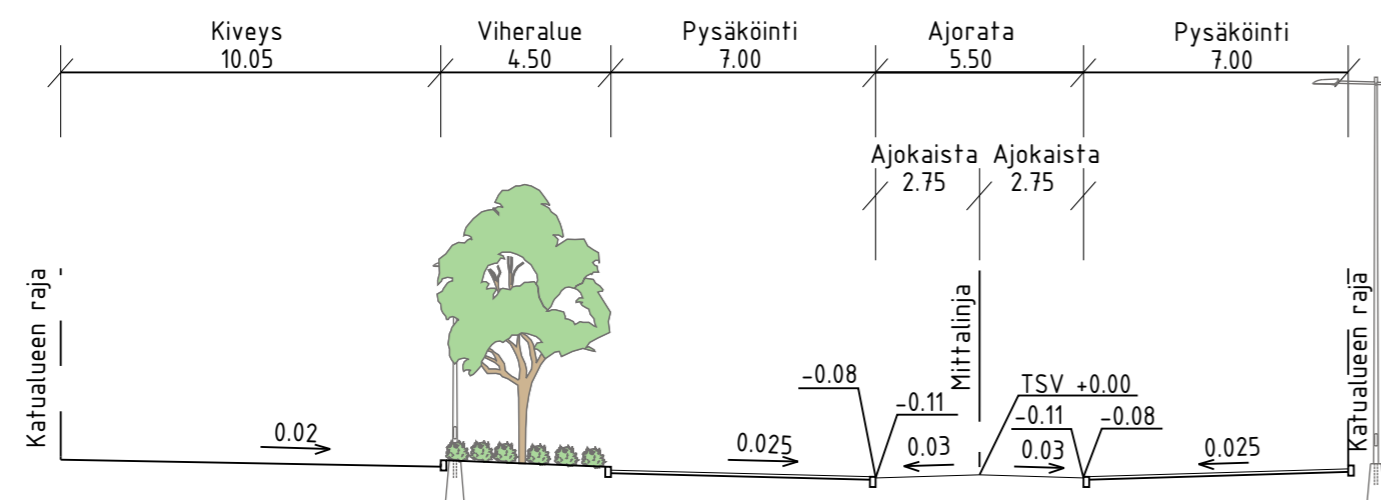 Kiveys
10.05
Viheralue
4.50
Pysäköinti
7.00
Ajorata
5.50
Pysäköinti
7.00
Ajokaista
2.75
Ajokaista
2.75
Katualueen raja
Mittalinja
Katualueen raja
-0.08
-0.11
TSV +0.00
-0.11
-0.08
0.02
0.025
0.03
0.03
0.025